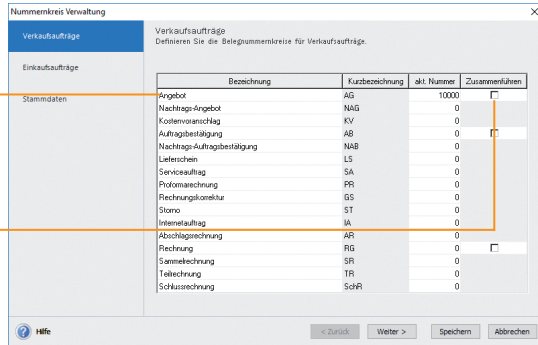 Nummernkreis Verwaltung
Verkaufsaufträge
Einkaufsaufträge
Stammdaten
Verkaufsaufträge
Definieren Sie die Belegnummernkreise für Verkaufsaufträge.
Bezeichnung Kurzbezeichnung akt. Nummer Zusammenführen
Angebot AG 10000
Nachtrags-Angebot NAG 0
Kostenvoranschlag KV 0
Auftragsbestätigung AB 0
Nachtrags-Auftragsbestätigung NAB 0
Lieferschein LS 0
Serviceauftrag SA 0
Proformarechnung PR 0
Rechnungskorrektur GS 0
Storno ST 0
Internetauftrag IA 0
Abschlagsrechnung AR 0
Rechnung RG 0
Sammelrechnung SR 0
Teilrechnung TR 0
Schlussrechnung SchR 0
Hilfe
< Zurück Weiter > Speichern Abbrechen